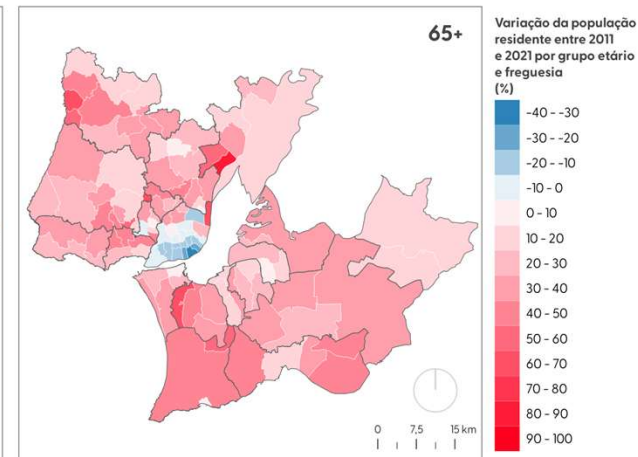 65+
Variação da população
residente entre 2011
e 2021 por grupo etário
e freguesia
(%)
-40 - -30
-30 - -20
-20 - -10
-10 - 0
0 - 10
10 - 20
20 - 30
30 - 40
40 - 50
50 - 60
60 - 70
70 - 80
80 - 90
90 - 100
0 7,5 15 km